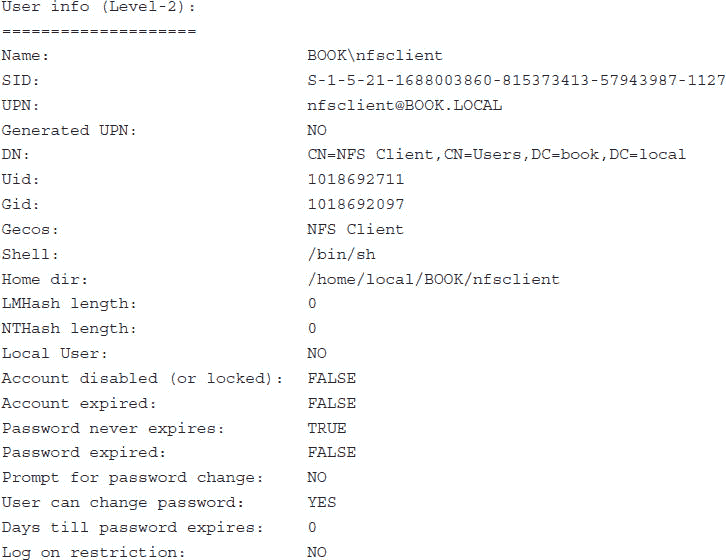 User info (Level-2):
====================
Name: BOOK\nfsclient
SID: S-1-5-21-1688003860-815373413-57943987-1127
UPN: nfsclient@BOOK.LOCAL
Generated UPN: NO
DN: CN=NFS Client,CN=Users,DC=book,DC=local
Uid: 1018692711
Gid: 1018692097
Gecos: NFS Client
Shell: /bin/sh
Home dir: /home/local/BOOK/nfsclient
LMHash length: 0
NTHash length: 0
Local User: NO
Account disabled (or locked): FALSE
Account expired: FALSE
Password never expires: TRUE
Password expired: FALSE
Prompt for password change: NO
User can change password: YES
Days till password expires: 0
Log on restriction: NO